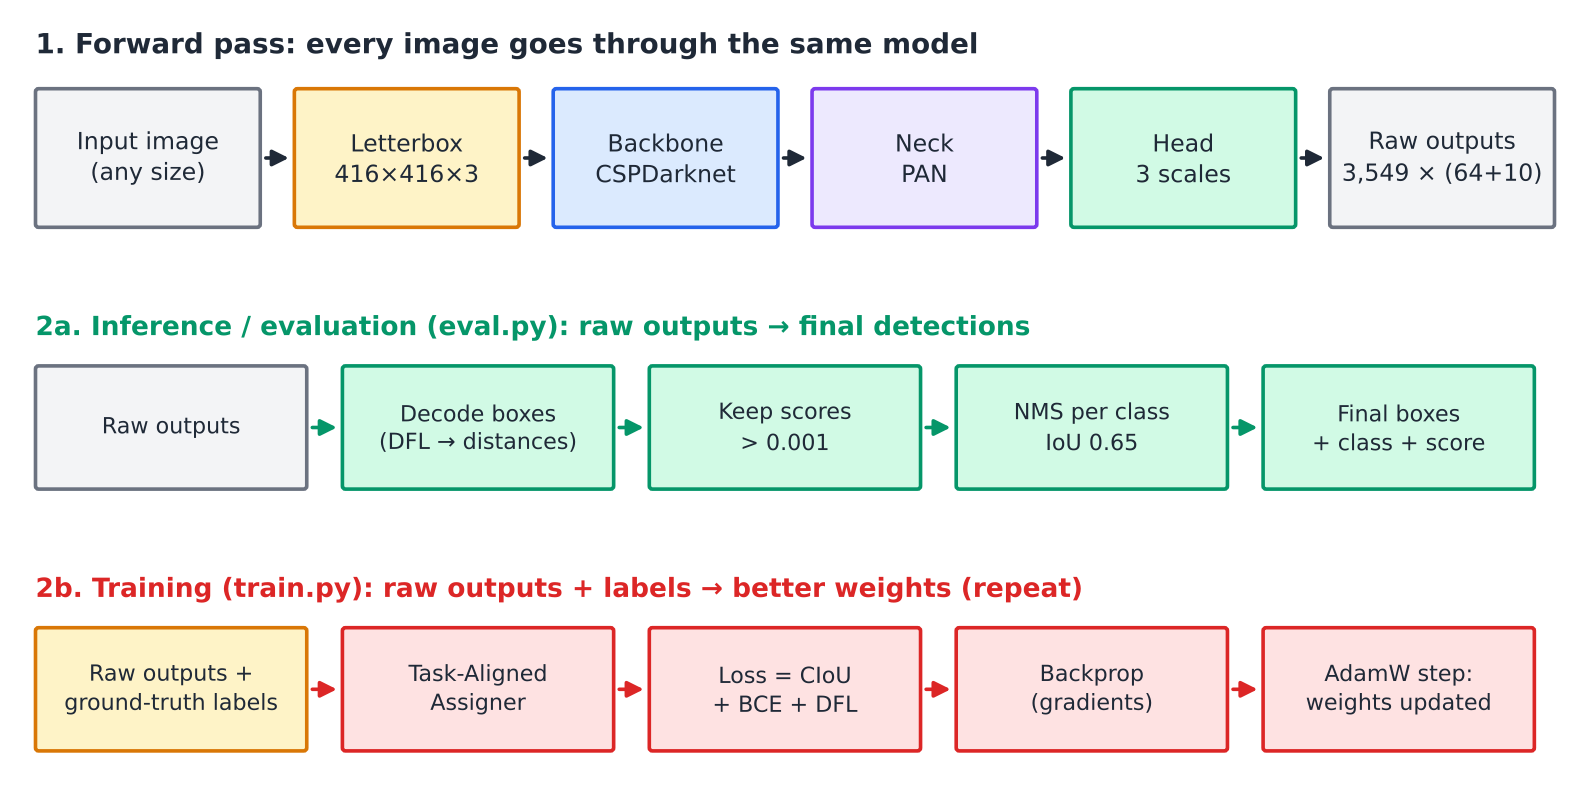 1. Forward pass: every image goes through the same model
Input image
(any size)
Letterbox
416×416×3
Backbone
CSPDarknet
Neck
PAN
Head
3 scales
Raw outputs
3,549 × (64+10)
2a. Inference / evaluation (eval.py): raw outputs → final detections
Raw outputs
Decode boxes
(DFL → distances)
Keep scores
> 0.001
NMS per class
IoU 0.65
Final boxes
+ class + score
2b. Training (train.py): raw outputs + labels → better weights (repeat)
Raw outputs +
ground-truth labels
Task-Aligned
Assigner
Loss = CIoU
+ BCE + DFL
Backprop
(gradients)
AdamW step:
weights updated